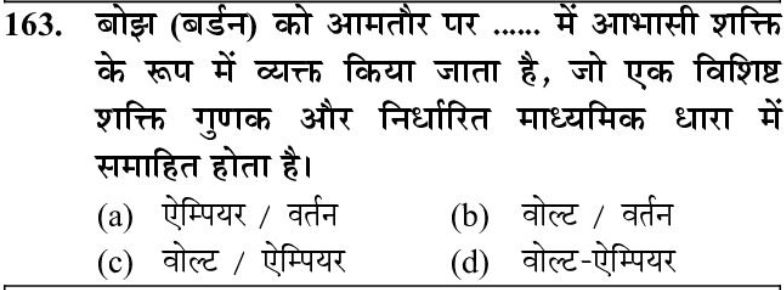 163. बोझ (बर्डन) को आमतौर पर ...... में आभासी शक्ति
के रूप में व्यक्त किया जाता है, जो एक विशिष्ट
शक्ति गुणक और निर्धारित माध्यमिक धारा में
समाहित होता है।
(a) ऐम्पियर / वर्तन (b) वोल्ट / वर्तन
(c) वोल्ट / ऐम्पियर (d) वोल्ट-ऐम्पियर